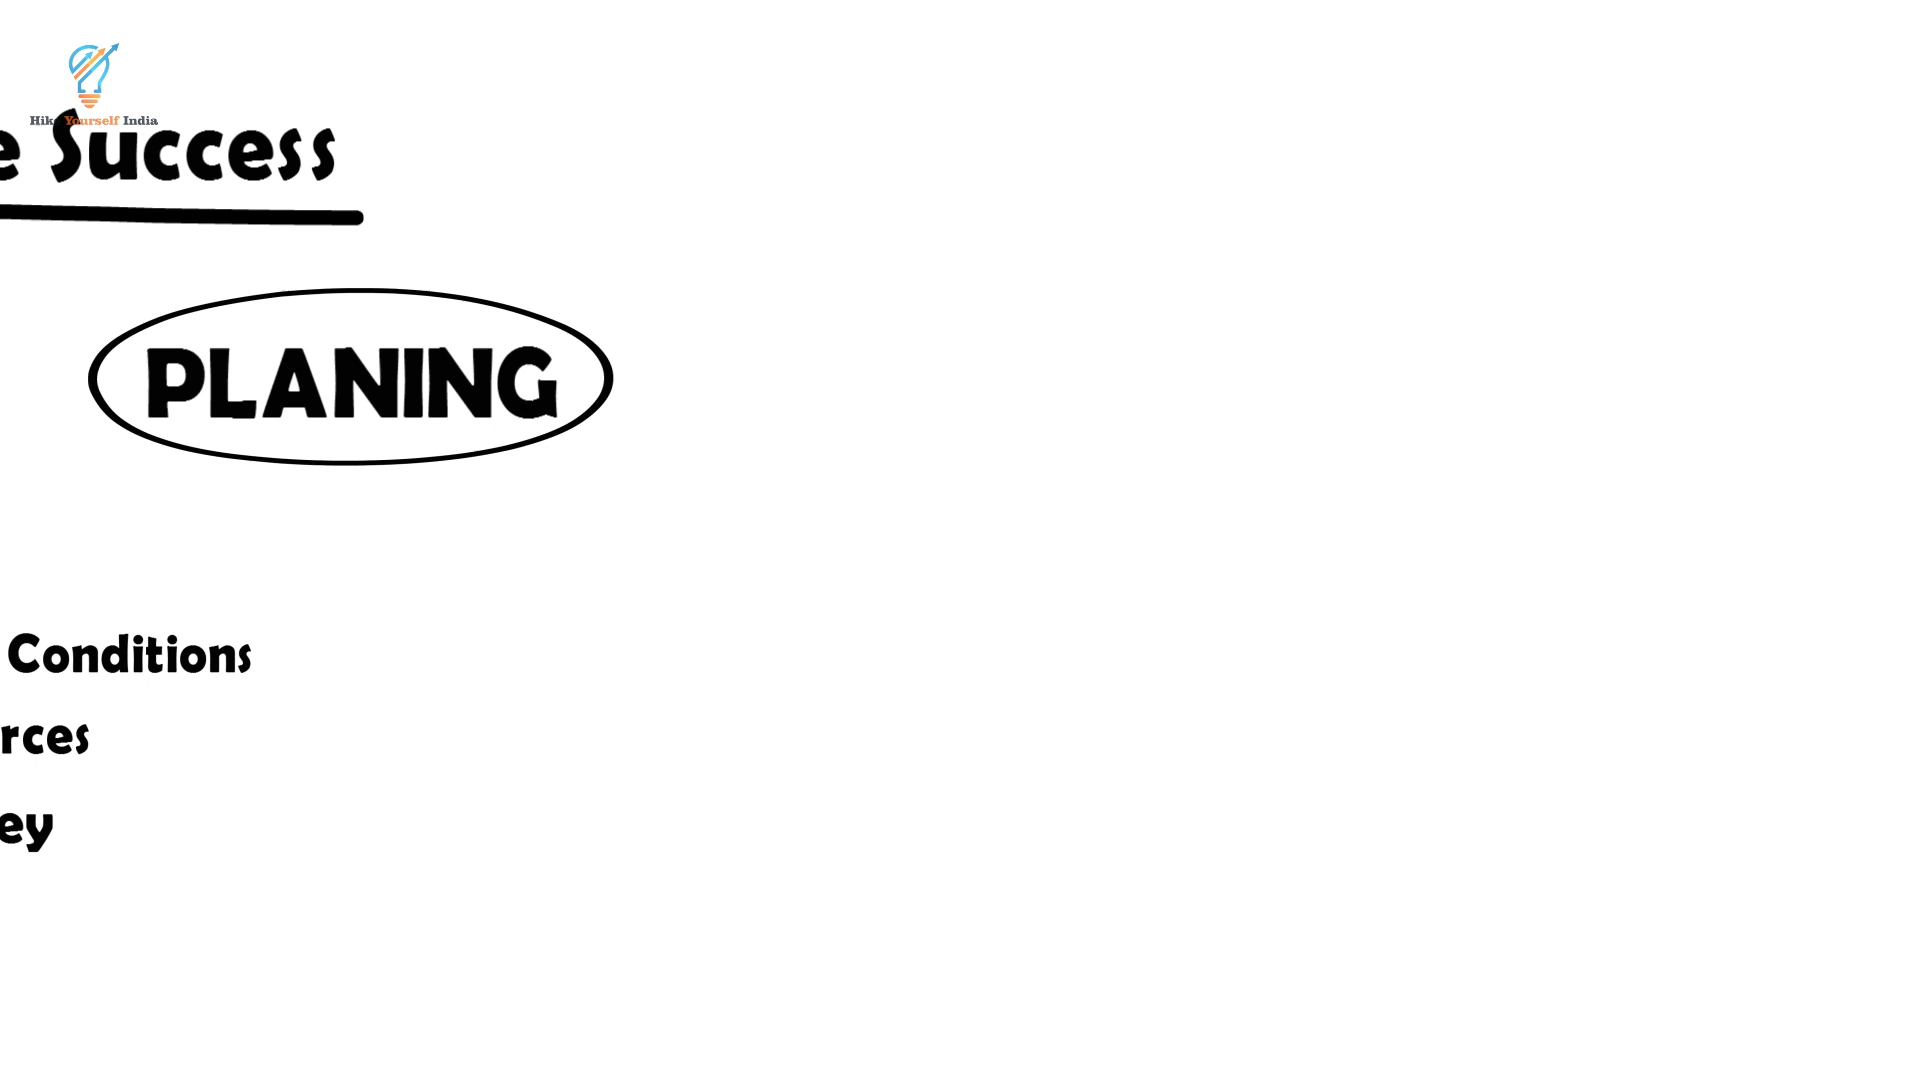 Hike Yourself India
e Success
PLANING
Conditions
rces
ey